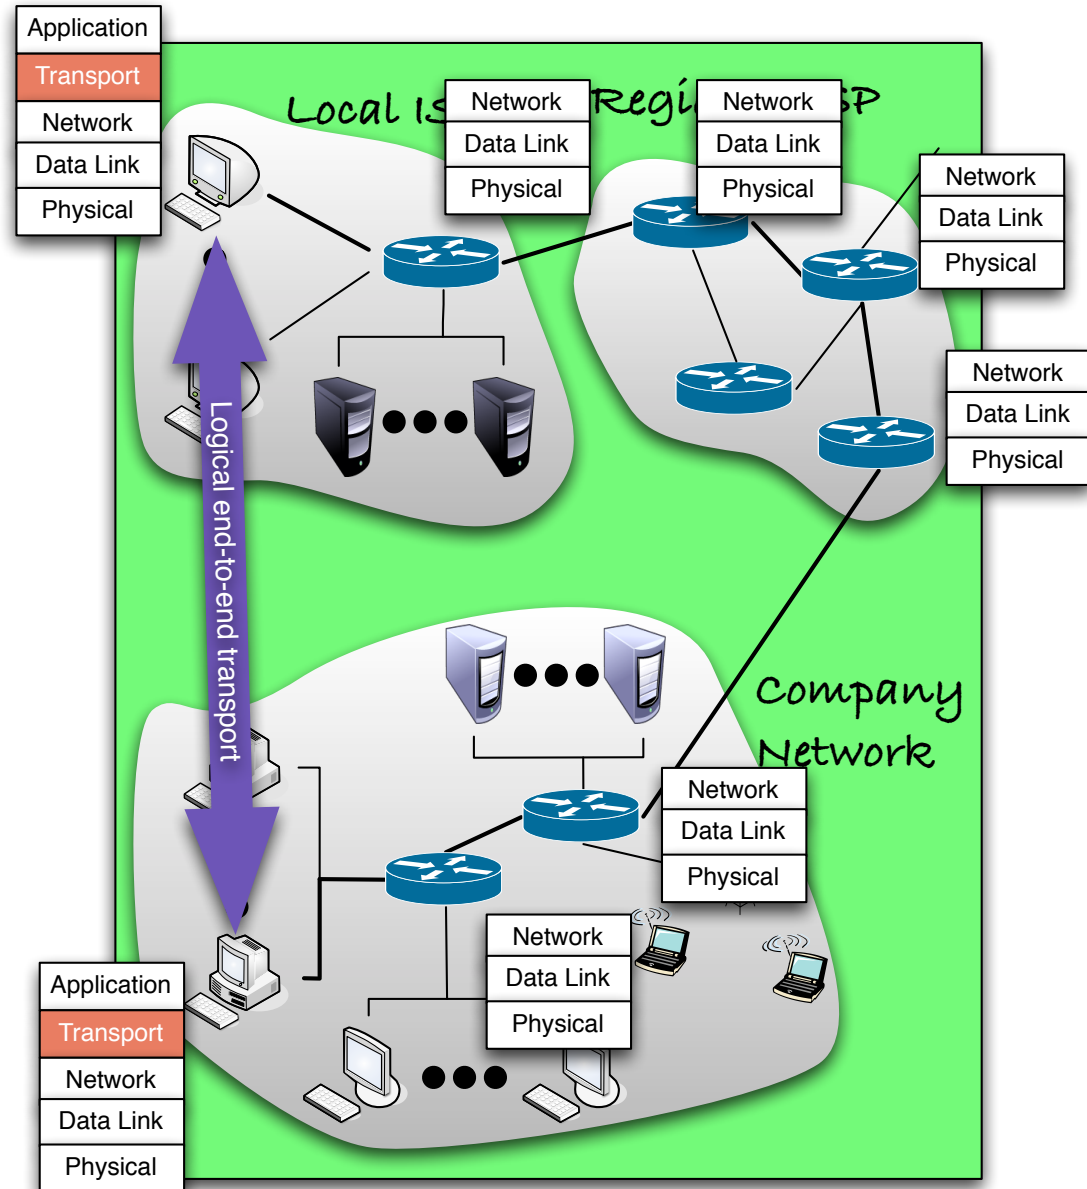 Application
Transport
Network
Data Link
Physical
Local IS
Network
Data Link
Physical
Regi
SP
Network
Data Link
Physical
Network
Data Link
Physical
Network
Data Link
Physical
Logical end-to-end transport
Company
Network
Network
Data Link
Physical
Network
Data Link
Physical
Application
Transport
Network
Data Link
Physical